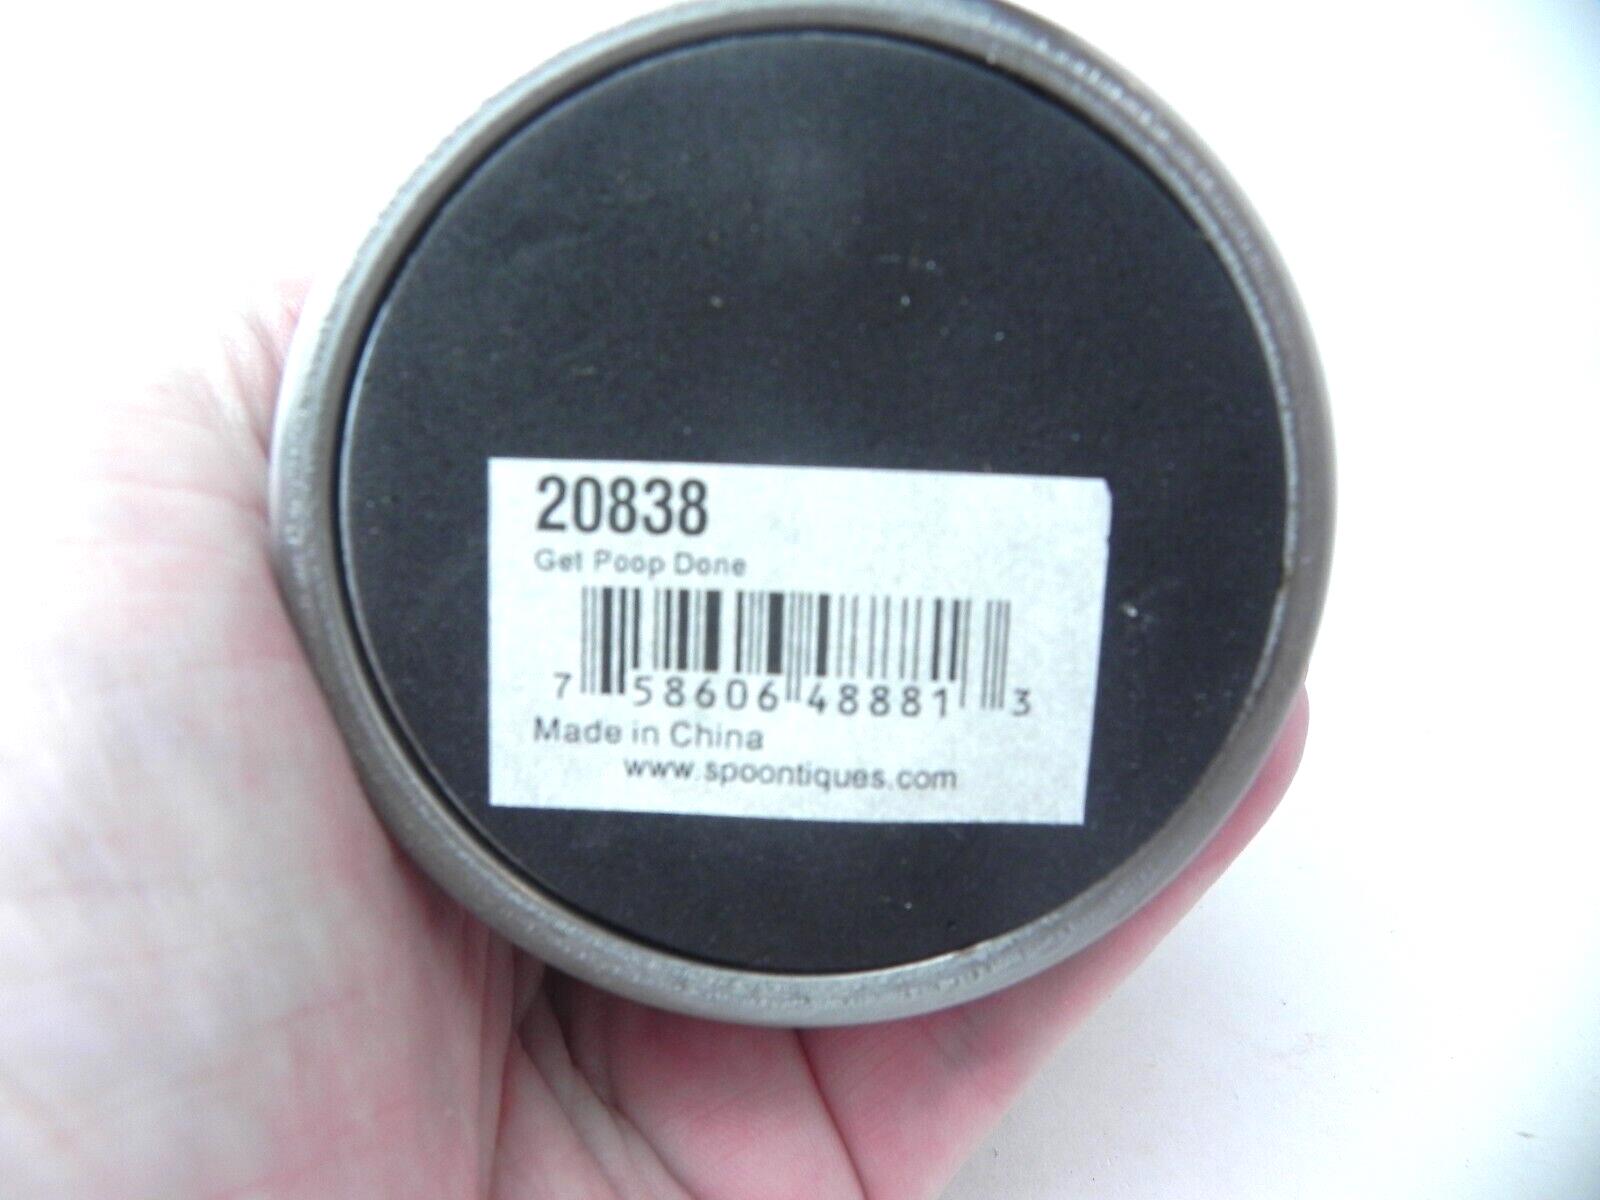 20838
Get Poop Done
7 58606 48881 3
Made in China
www.spoontiques.com